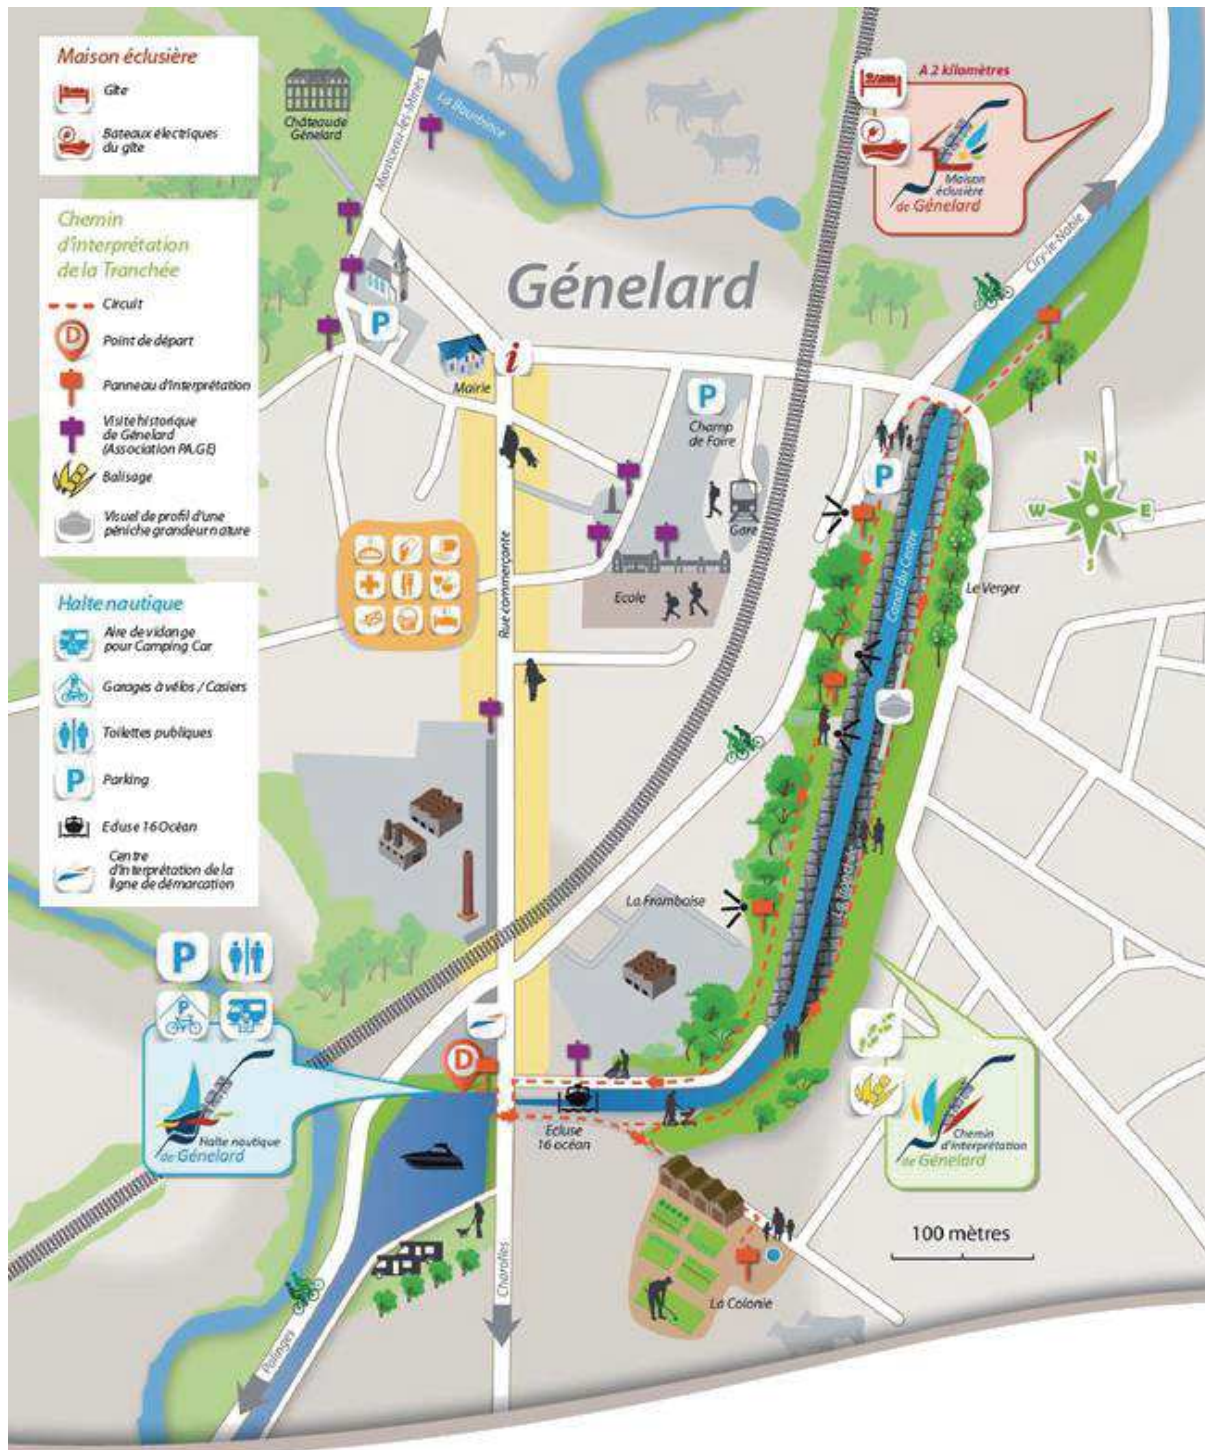 Maison éclusière
Gîte
Bateaux électriques
du gîte
Chemin
d'interprétation
de la Tranchée
Circuit
D
Point de départ
Panneau d'interprétation
Visite historique
de Génelard
(Association PA.GE)
Balisage
Visuel de profil d'une
péniche grandeur nature
Halte nautique
Aire de vidange
pour Camping Car
Garages à vélos / Casiers
Toilettes publiques
P
Parking
Ecluse 16 Océan
Centre
d'interprétation de la
ligne de démarcation
Château de
Génelard
Montceau-les-Mines
La Bourbince
A 2 kilomètres
Maison
éclusière
de Génelard
Ciry-le-Noble
Génelard
P
i
Mairie
P
Champ
de Foire
P
Gare
N
W
E
S
Canal du Centre
Le Verger
Rue commerçante
Ecole
La Framboise
P
P
D
Halte nautique
de Génelard
Ecluse
16 océan
Chemin
d'Interprétation
de Génelard
100 mètres
Charolles
La Colonie
Palinges